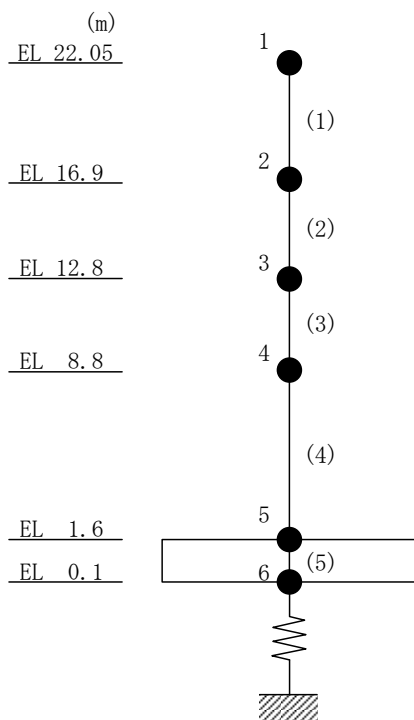 (m)
1
EL 22.05
(1)
2
EL 16.9
(2)
3
EL 12.8
(3)
4
EL 8.8
(4)
5
EL 1.6
(5)
6
EL 0.1